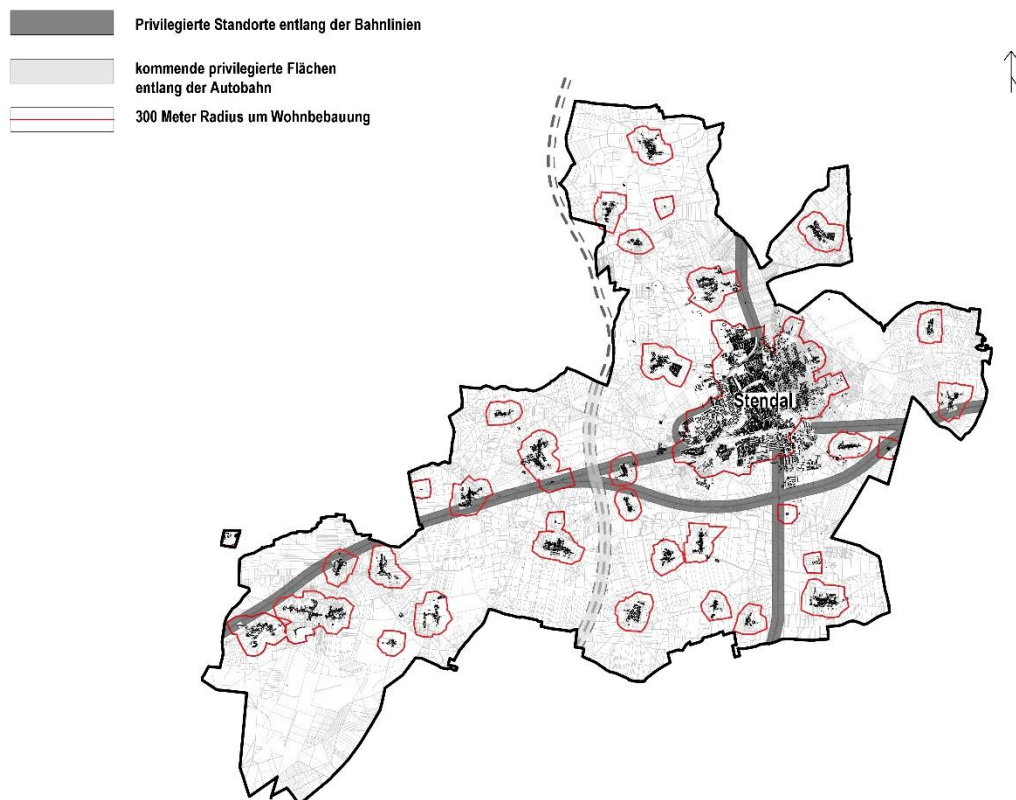 Privilegierte Standorte entlang der Bahnlinien
kommende privilegierte Flächen
entlang der Autobahn
300 Meter Radius um Wohnbebauung
Stendal